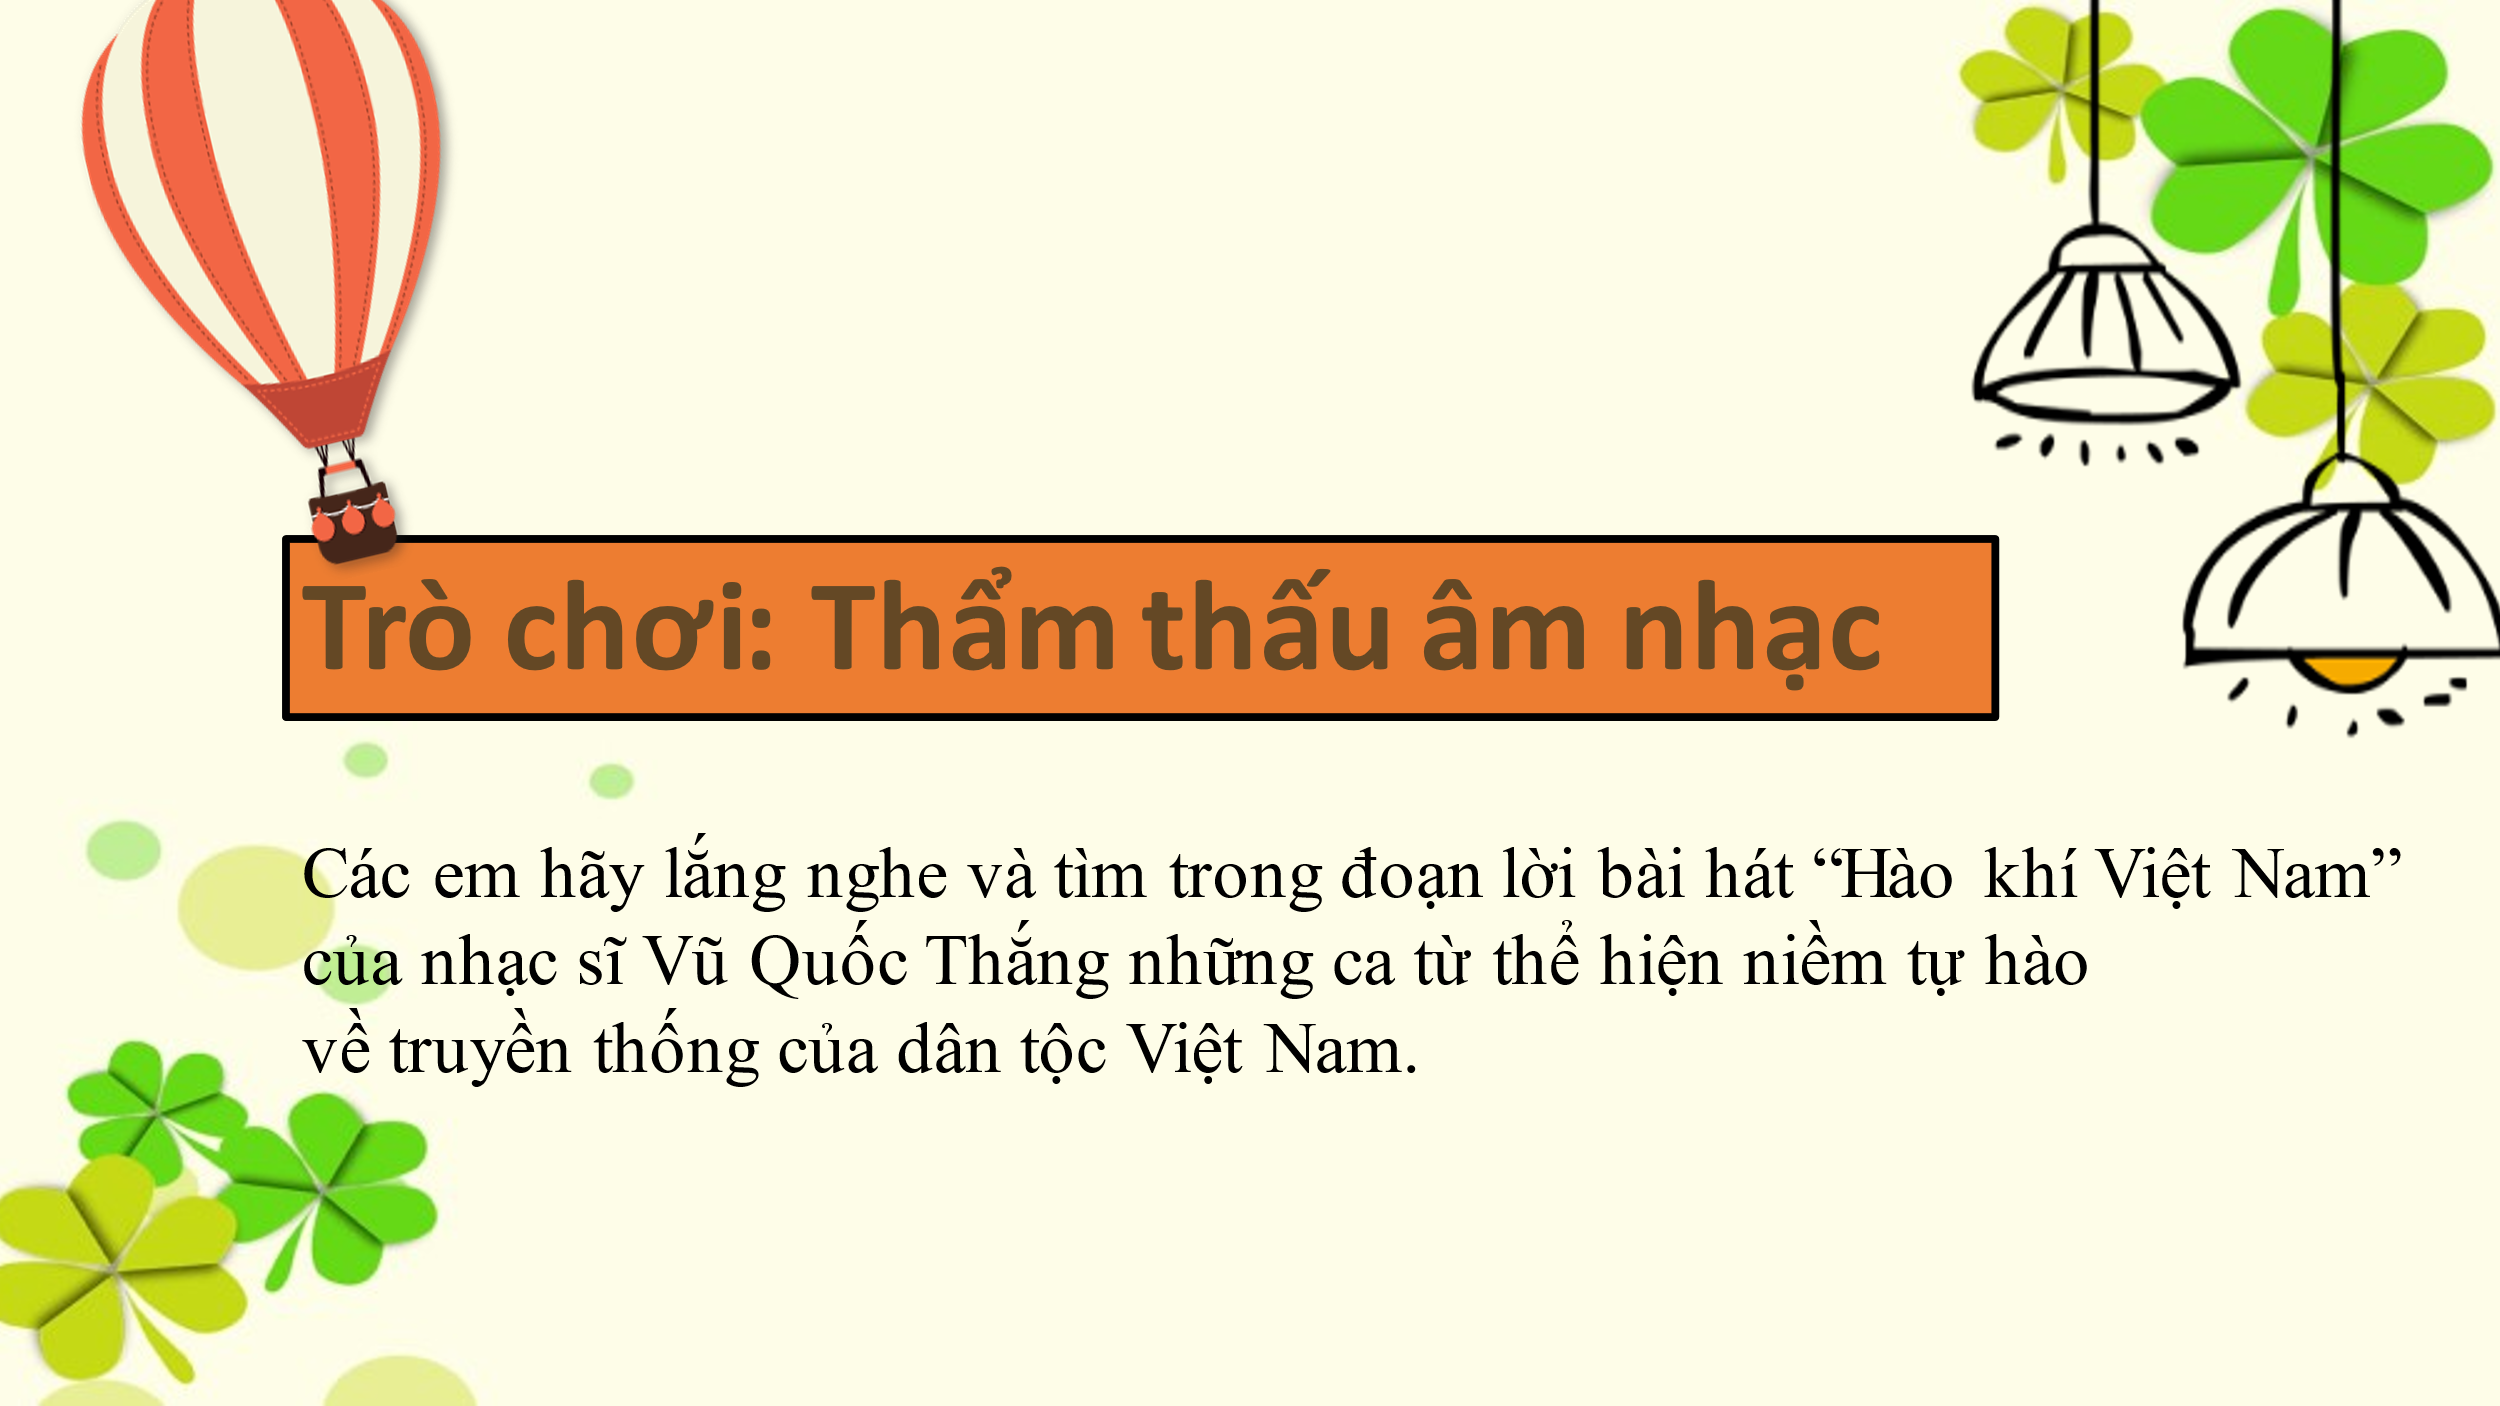 Trò chơi: Thẩm thấu âm nhạc
Các em hãy lắng nghe và tìm trong đoạn lời bài hát “Hào khí Việt Nam”
của nhạc sĩ Vũ Quốc Thắng những ca từ thể hiện niềm tự hào
về truyền thống của dân tộc Việt Nam.